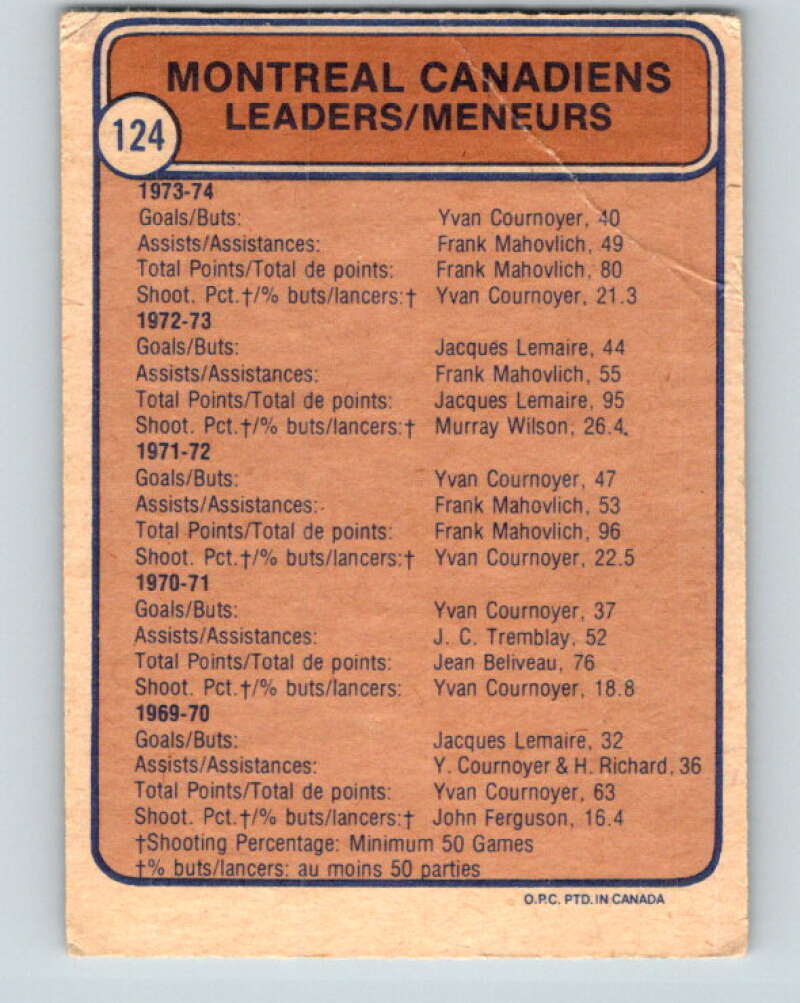 MONTREAL CANADIENS
LEADERS/MENEURS
124
1973-74
Goals/Buts: Yvan Cournoyer, 40
Assists/Assistances: Frank Mahovlich, 49
Total Points/Total de points: Frank Mahovlich, 80
Shoot. Pct.†/% buts/lancers:† Yvan Cournoyer, 21.3
1972-73
Goals/Buts: Jacques Lemaire, 44
Assists/Assistances: Frank Mahovlich, 55
Total Points/Total de points: Jacques Lemaire, 95
Shoot. Pct.†/% buts/lancers:† Murray Wilson, 26.4
1971-72
Goals/Buts: Yvan Cournoyer, 47
Assists/Assistances: Frank Mahovlich, 53
Total Points/Total de points: Frank Mahovlich, 96
Shoot. Pct.†/% buts/lancers:† Yvan Cournoyer, 22.5
1970-71
Goals/Buts: Yvan Cournoyer, 37
Assists/Assistances: J. C. Tremblay, 52
Total Points/Total de points: Jean Beliveau, 76
Shoot. Pct.†/% buts/lancers: Yvan Cournoyer, 18.8
1969-70
Goals/Buts: Jacques Lemaire, 32
Assists/Assistances: Y. Cournoyer & H. Richard, 36
Total Points/Total de points: Yvan Cournoyer, 63
Shoot. Pct.†/% buts/lancers:† John Ferguson, 16.4
†Shooting Percentage: Minimum 50 Games
†% buts/lancers: au moins 50 parties
O.P.C. PTD. IN CANADA